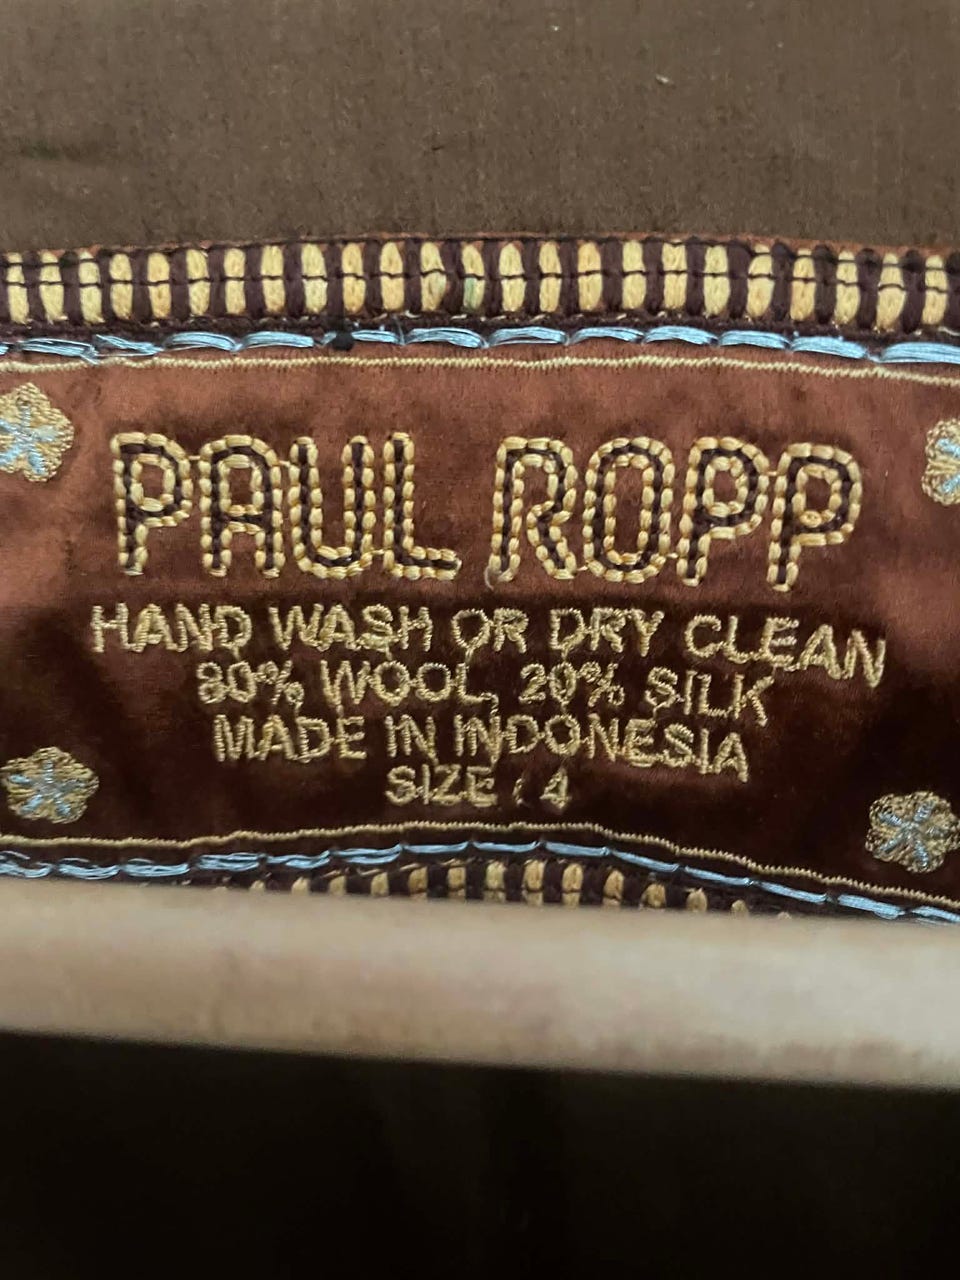 PAUL ROPP
HAND WASH OR DRY CLEAN
80% WOOL, 20% SILK
MADE IN INDONESIA
SIZE : 4